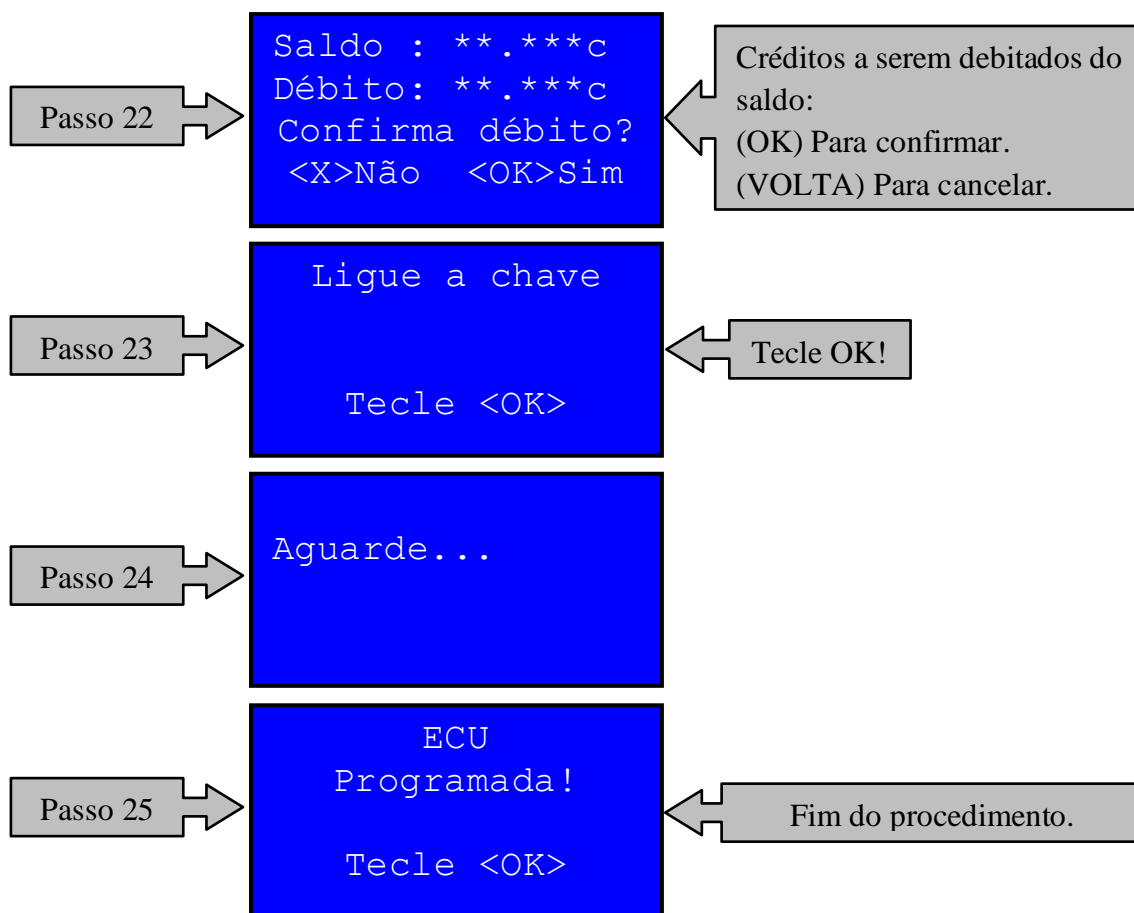 Passo 22
Saldo : **.***c
Débito: **.***c
Confirma débito?
<X>Não <OK>Sim
Créditos a serem debitados do
saldo:
(OK) Para confirmar.
(VOLTA) Para cancelar.
Passo 23
Ligue a chave
Tecle <OK>
Tecle OK!
Passo 24
Aguarde...
Passo 25
ECU
Programada!
Tecle <OK>
Fim do procedimento.